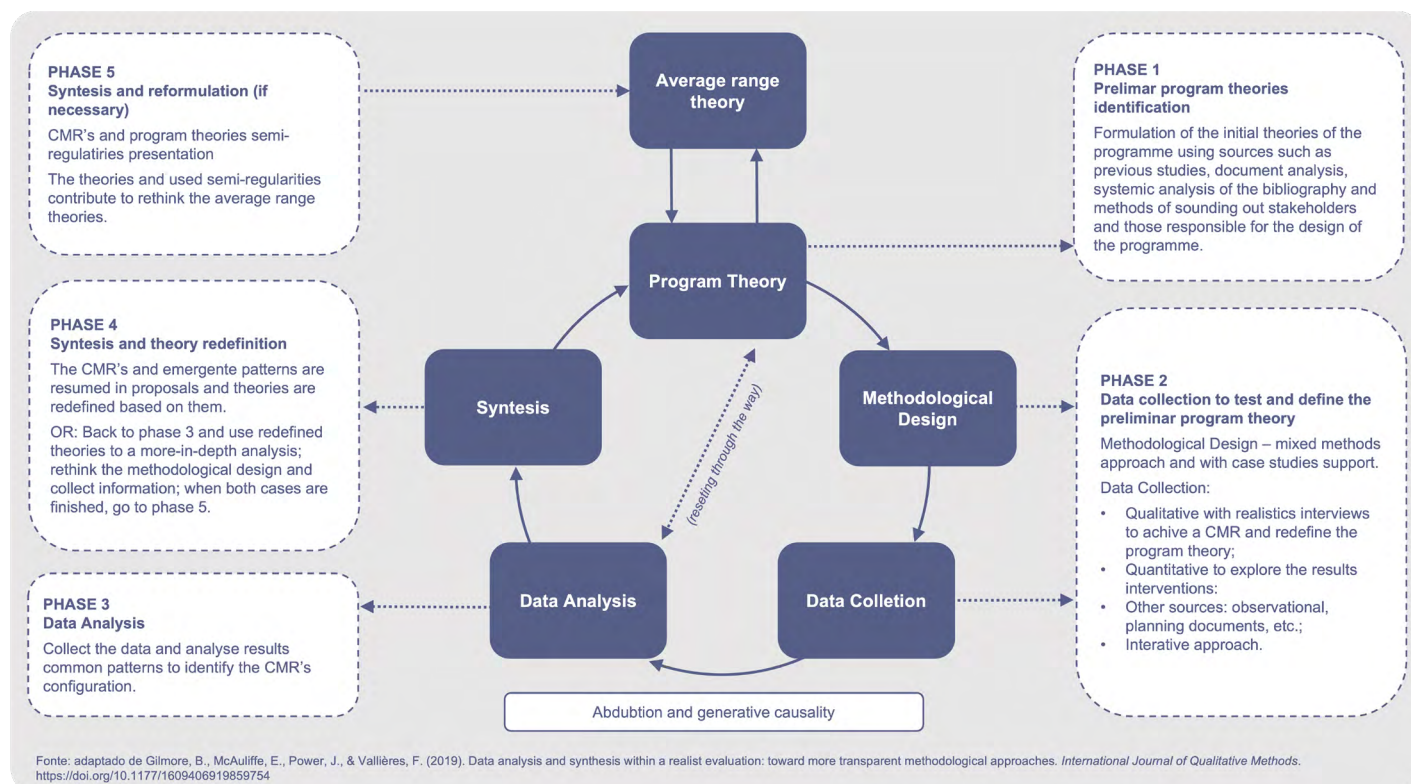 PHASE 5
Syntesis and reformulation (if
necessary)
CMR's and program theories semi-
regulatiries presentation
The theories and used semi-regularities
contribute to rethink the average range
theories.
Average range
theory
PHASE 1
Prelimar program theories
identification
Formulation of the initial theories of the
programme using sources such as
previous studies, document analysis,
systemic analysis of the bibliography and
methods of sounding out stakeholders
and those responsible for the design of
the programme.
Program Theory
PHASE 4
Synthesis and theory redefinition
The CMR's and emergente patterns are
resumed in proposals and theories are
redefined based on them.
OR: Back to phase 3 and use redefined
theories to a more-in-depth analysis;
rethink the methodological design and
collect information; when both cases are
finished, go to phase 5.
Syntesis
(reseting through the way)
Methodological
Design
PHASE 2
Data collection to test and define the
preliminar program theory
Methodological Design – mixed methods
approach and with case studies support.
Data Collection:
• Qualitative with realistics interviews
to achive a CMR and redefine the
program theory;
• Quantitative to explore the results
interventions:
• Other sources: observational,
planning documents, etc.;
• Interative approach.
PHASE 3
Data Analysis
Collect the data and analyse results
common patterns to identify the CMR's
configuration.
Data Analysis
Data Colletion
Abdubtion and generative causality
Fonte: adaptado de Gilmore, B., McAuliffe, E., Power, J., & Vallières, F. (2019). Data analysis and synthesis within a realist evaluation: toward more transparent methodological approaches. International Journal of Qualitative Methods.
https://doi.org/10.1177/1609406919859754